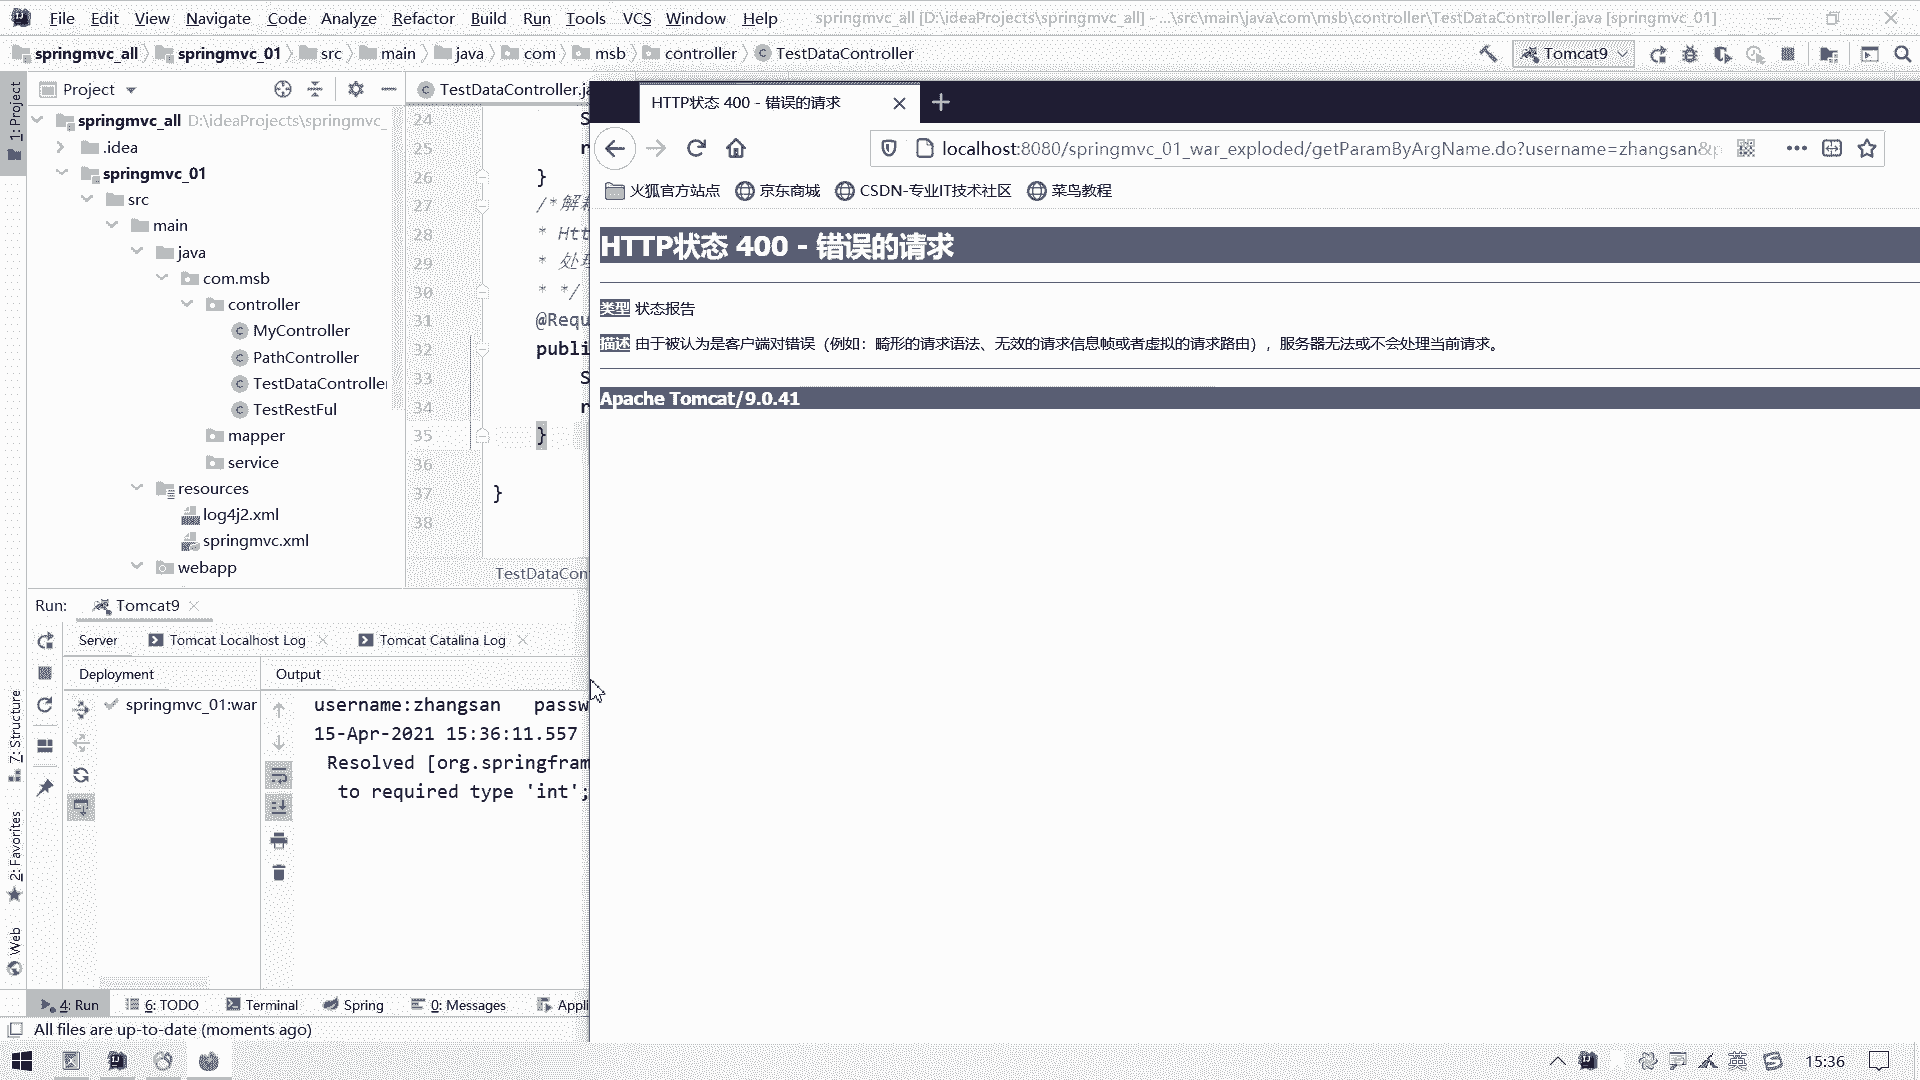 File Edit View Navigate Code Analyze Refactor Build Run Tools VCS Window Help springmvc_all [D:\ideaProjects\springmvc_all] - ...\src\main\java\com\msb\controller\TestDataController.java [springmvc_01]
springmvc_all springmvc_01 src main java com msb controller TestDataController Tomcat9
1: Project
Project
springmvc_all D:\ideaProjects\springmvc_
.idea
springmvc_01
src
main
java
com.msb
controller
MyController
PathController
TestDataController
TestRestFul
mapper
service
resources
log4j2.xml
springmvc.xml
webapp
TestDataController.ja
24 S
25 r
26 }
27 /*解
28 * Htt
29 * 处理
30 * */
31 @Requ
32 publi
33 S
34 r
35 }
36
37 }
38
TestDataCon
HTTP状态 400 - 错误的请求
localhost:8080/springmvc_01_war_exploded/getParamByArgName.do?username=zhangsan&p
火狐官方站点 京东商城 CSDN-专业IT技术社区 菜鸟教程
HTTP状态 400 - 错误的请求
类型 状态报告
描述 由于被认为是客户端对错误（例如：畸形的请求语法、无效的请求信息帧或者虚拟的请求路由），服务器无法或不会处理当前请求。
Apache Tomcat/9.0.41
Run: Tomcat9
Server Tomcat Localhost Log Tomcat Catalina Log
Deployment Output
springmvc_01:war
username:zhangsan passw
15-Apr-2021 15:36:11.557
Resolved [org.springfram
to required type 'int';
7: Structure
2: Favorites
Web
4: Run 6: TODO Terminal Spring 0: Messages Appli
All files are up-to-date (moments ago)
英 15:36